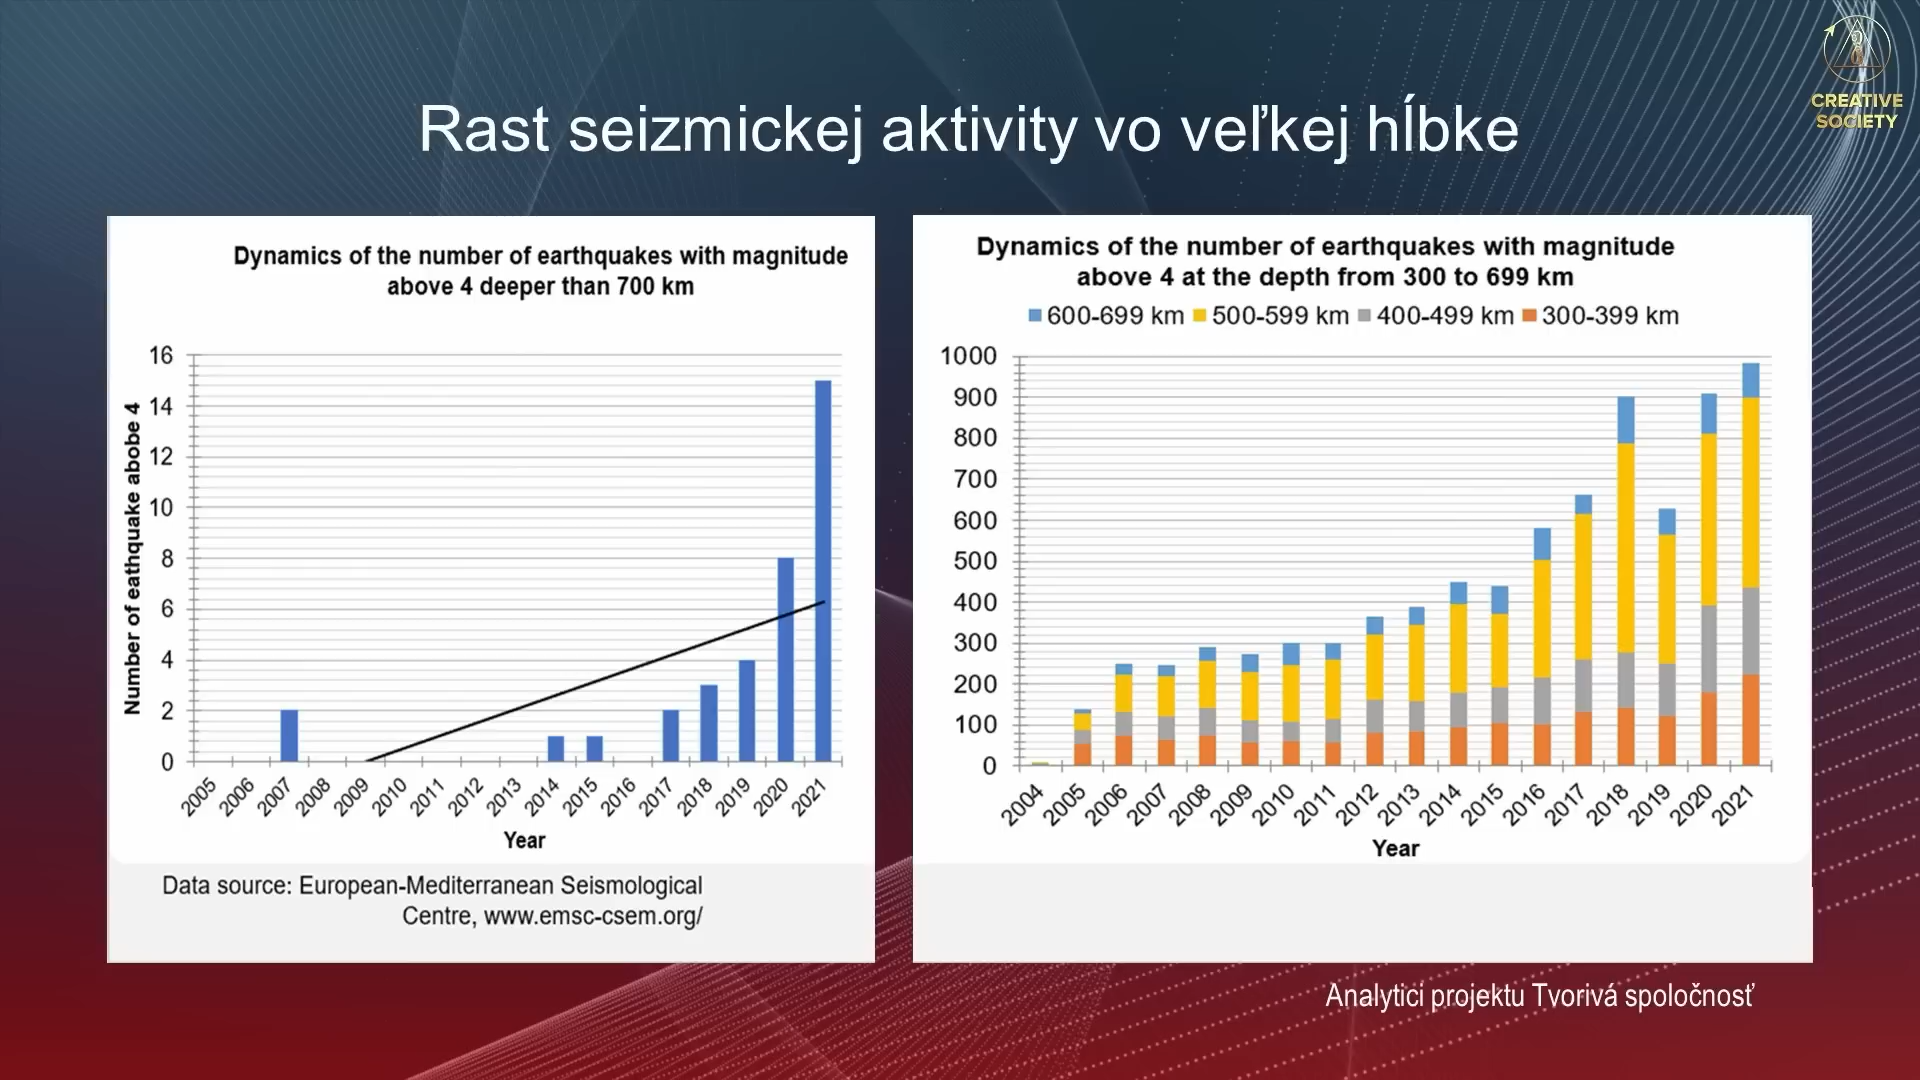 CREATIVE
SOCIETY
Rast seizmickej aktivity vo veľkej hĺbke
Dynamics of the number of earthquakes with magnitude
above 4 deeper than 700 km
Number of eathquake abobe 4
16
14
12
10
8
6
4
2
0
2005 2006 2007 2008 2009 2010 2011 2012 2013 2014 2015 2016 2017 2018 2019 2020 2021
Year
Data source: European-Mediterranean Seismological
Centre, www.emsc-csem.org/
Dynamics of the number of earthquakes with magnitude
above 4 at the depth from 300 to 699 km
600-699 km 500-599 km 400-499 km 300-399 km
1000
900
800
700
600
500
400
300
200
100
0
2004 2005 2006 2007 2008 2009 2010 2011 2012 2013 2014 2015 2016 2017 2018 2019 2020 2021
Year
Analytici projektu Tvorivá spoločnosť